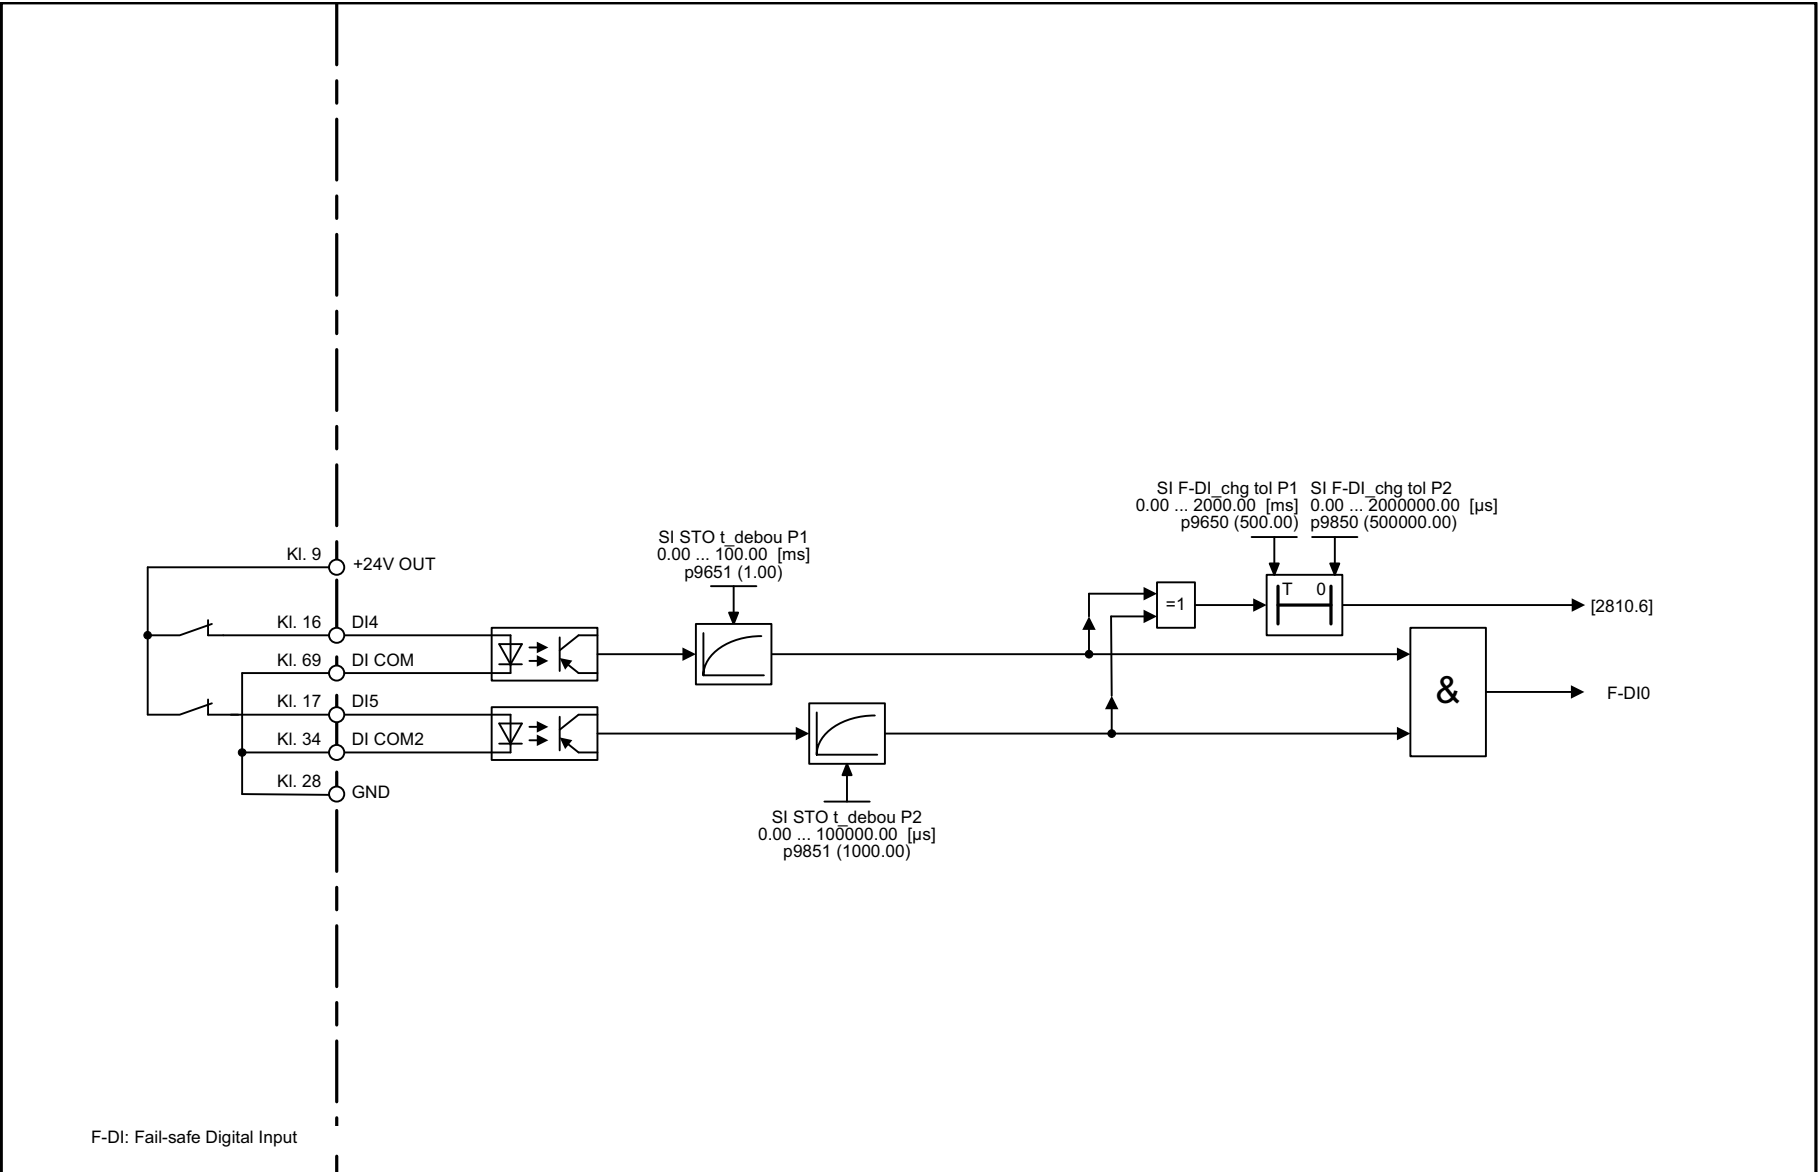 SI F-DI_chg tol P1
0.00 ... 2000.00 [ms]
p9650 (500.00)
SI F-DI_chg tol P2
0.00 ... 2000000.00 [µs]
p9850 (500000.00)
SI STO t_debou P1
0.00 ... 100.00 [ms]
p9651 (1.00)
Kl. 9 +24V OUT
T 0
=1
[2810.6]
Kl. 16 DI4
Kl. 69 DI COM
&
F-DI0
Kl. 17 DI5
Kl. 34 DI COM2
Kl. 28 GND
SI STO t_debou P2
0.00 ... 100000.00 [µs]
p9851 (1000.00)
F-DI: Fail-safe Digital Input